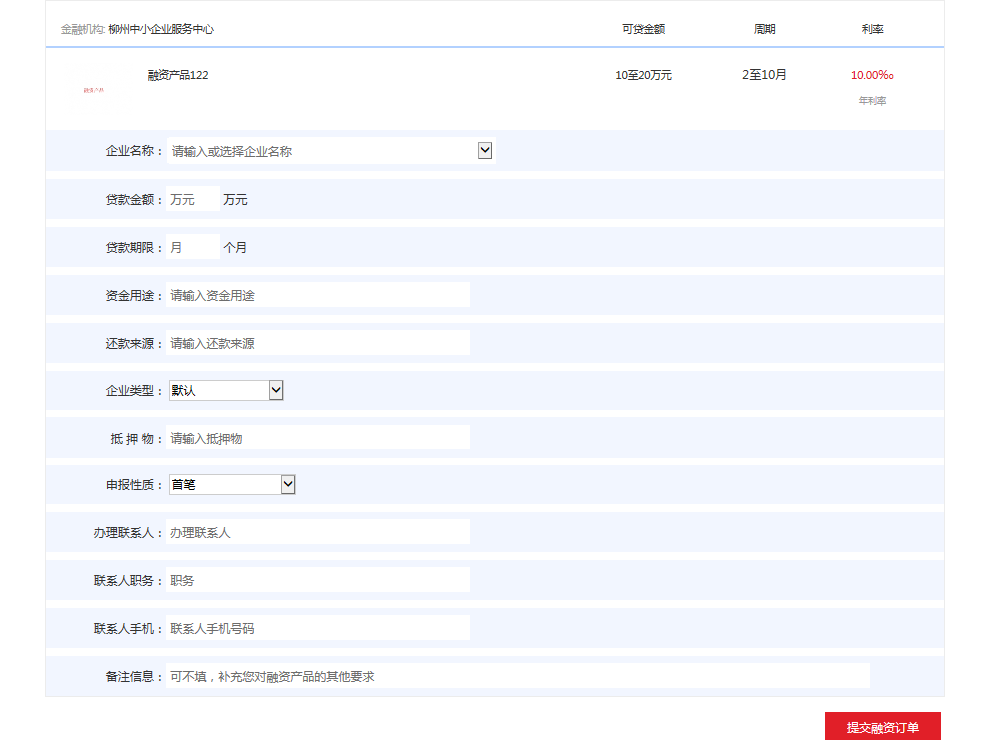 金融机构: 柳州中小企业服务中心 可贷金额 周期 利率
融资产品122 10至20万元 2至10月 10.00‰
融资产品
年利率
企业名称： 请输入或选择企业名称
贷款金额： 万元 万元
贷款期限： 月 个月
资金用途： 请输入资金用途
还款来源： 请输入还款来源
企业类型： 默认
抵 押 物： 请输入抵押物
申报性质： 首笔
办理联系人： 办理联系人
联系人职务： 职务
联系人手机： 联系人手机号码
备注信息： 可不填，补充您对融资产品的其他要求
提交融资订单